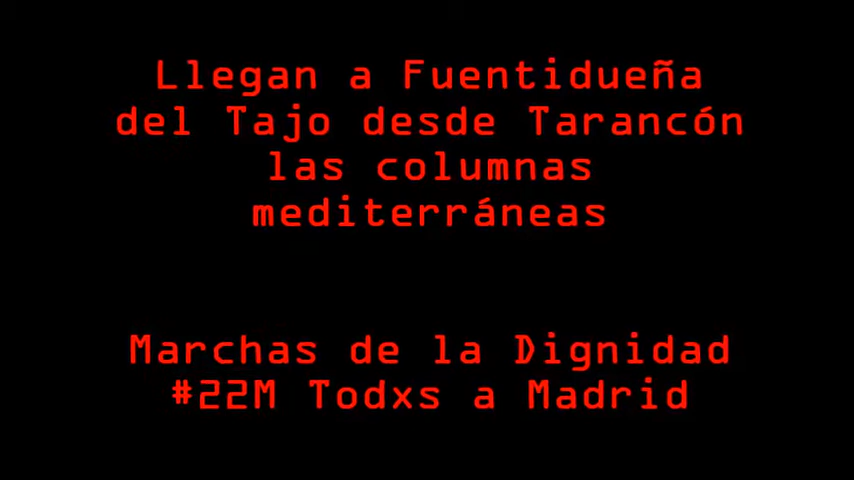 Llegan a Fuentidueña
del Tajo desde Tarancón
las columnas
mediterráneas
Marchas de la Dignidad
#22M Todxs a Madrid